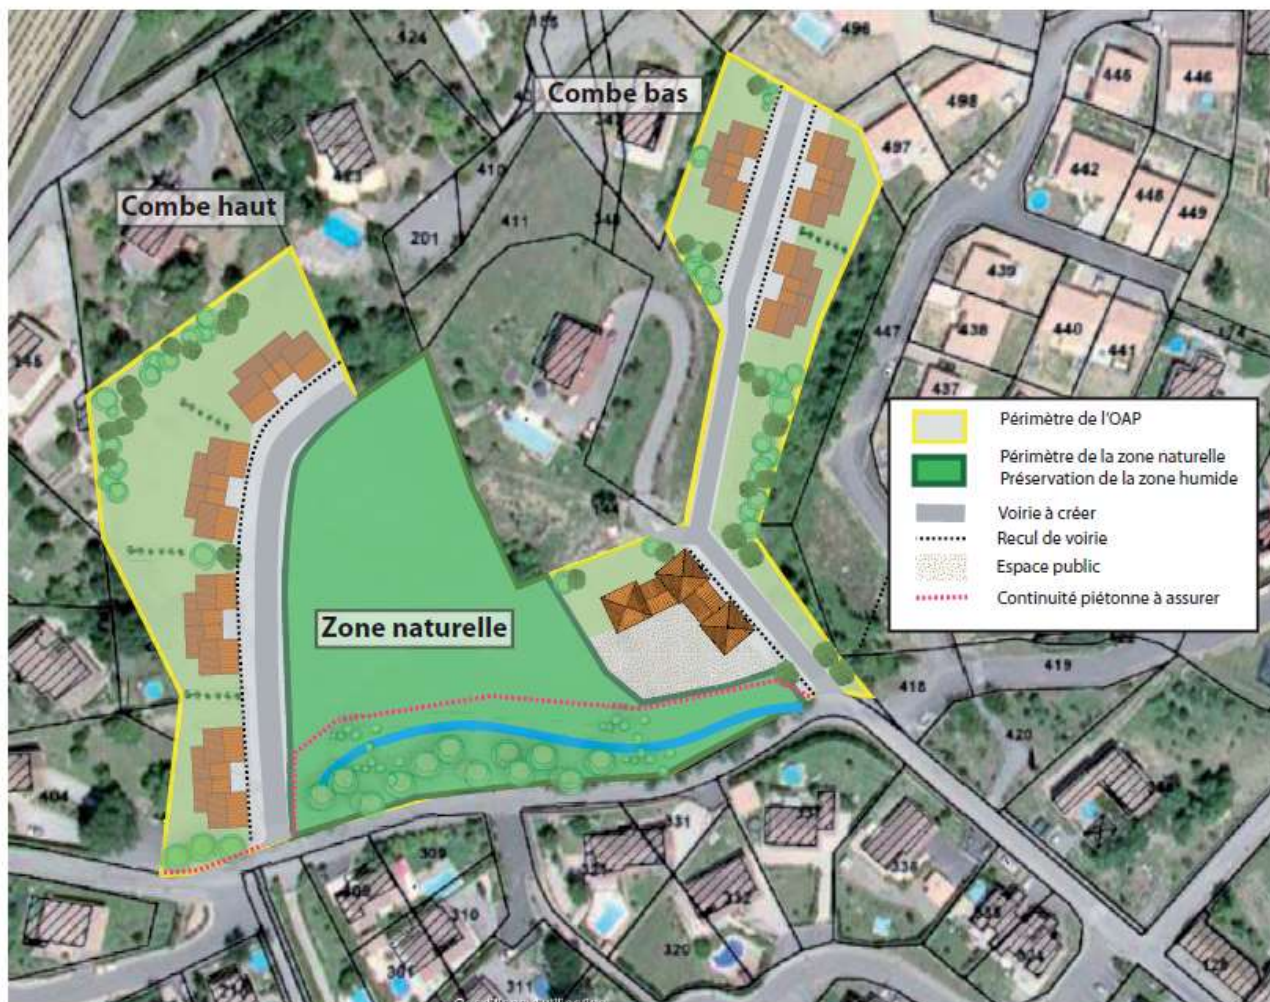 424
496
445
446
498
Combe bas
497
442
448
449
410
Combe haut
411
201
439
447
438
440
441
437
Périmètre de l'OAP
Périmètre de la zone naturelle
Préservation de la zone humide
Voirie à créer
Recul de voirie
Espace public
Continuité piétonne à assurer
Zone naturelle
419
418
420
404
331
309
310
332
336
320
311